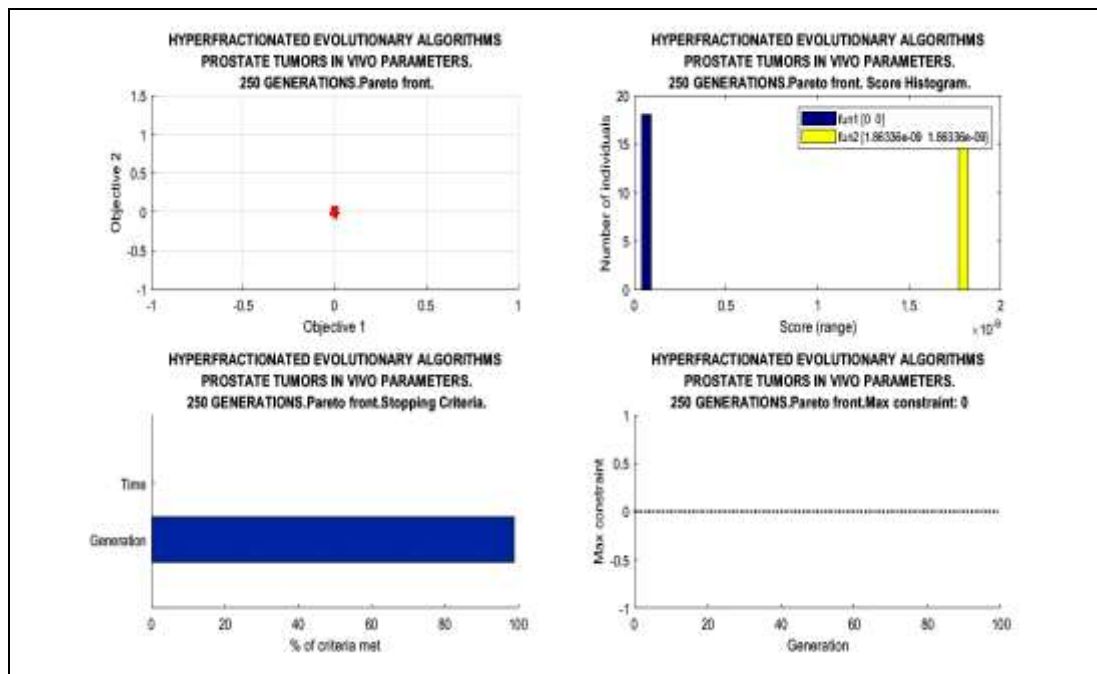 HYPERFRACTIONATED EVOLUTIONARY ALGORITHMS
PROSTATE TUMORS IN VIVO PARAMETERS.
250 GENERATIONS.Pareto front.
1.5
1
0.5
0
-0.5
-1
Objective 2
-1
-0.5
0
0.5
1
Objective 1
HYPERFRACTIONATED EVOLUTIONARY ALGORITHMS
PROSTATE TUMORS IN VIVO PARAMETERS.
250 GENERATIONS.Pareto front. Score Histogram.
20
15
10
5
0
Number of individuals
fun1 [0 0]
fun2 [1.86336e-09 1.86336e-09]
0
0.5
1
1.5
2
Score (range)
HYPERFRACTIONATED EVOLUTIONARY ALGORITHMS
PROSTATE TUMORS IN VIVO PARAMETERS.
250 GENERATIONS.Pareto front.Stopping Criteria.
Time
Generation
0
20
40
60
80
100
% of criteria met
HYPERFRACTIONATED EVOLUTIONARY ALGORITHMS
PROSTATE TUMORS IN VIVO PARAMETERS.
250 GENERATIONS.Pareto front.Max constraint: 0
1
0.5
0
-0.5
-1
Max constraint
0
20
40
60
80
100
Generation